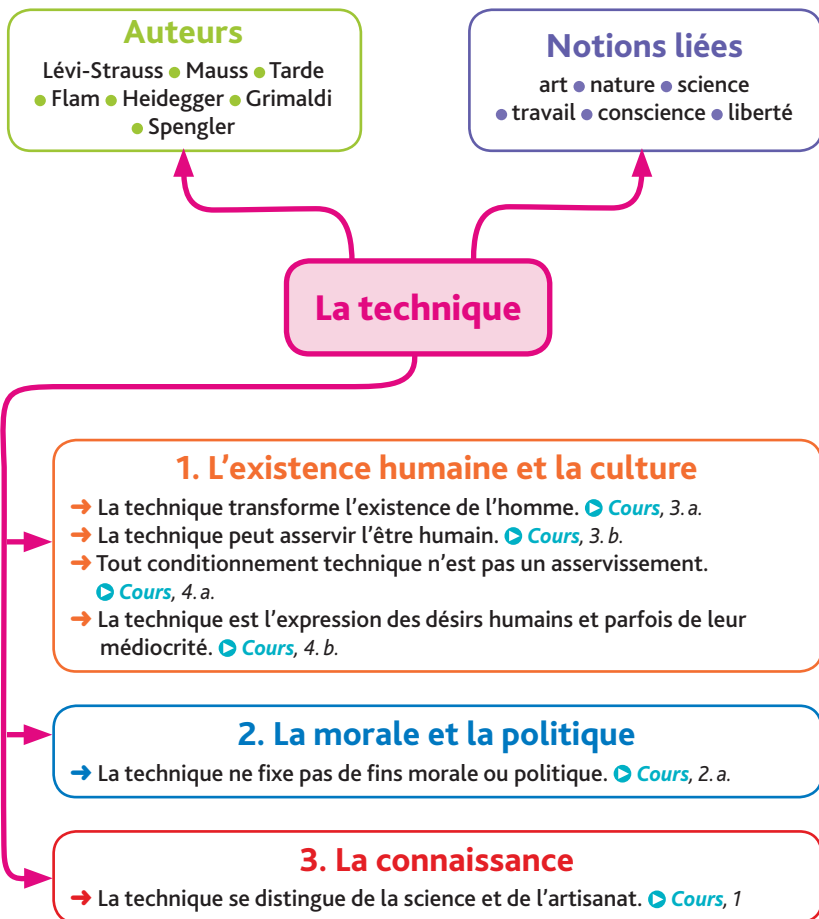 Auteurs
Lévi-Strauss ● Mauss ● Tarde
● Flam ● Heidegger ● Grimaldi
● Spengler
Notions liées
art ● nature ● science
● travail ● conscience ● liberté
La technique
1. L'existence humaine et la culture
➜ La technique transforme l'existence de l'homme. Cours, 3. a.
➜ La technique peut asservir l'être humain. Cours, 3. b.
➜ Tout conditionnement technique n'est pas un asservissement.
Cours, 4. a.
➜ La technique est l'expression des désirs humains et parfois de leur
médiocrité. Cours, 4. b.
2. La morale et la politique
➜ La technique ne fixe pas de fins morale ou politique. Cours, 2. a.
3. La connaissance
➜ La technique se distingue de la science et de l'artisanat. Cours, 1